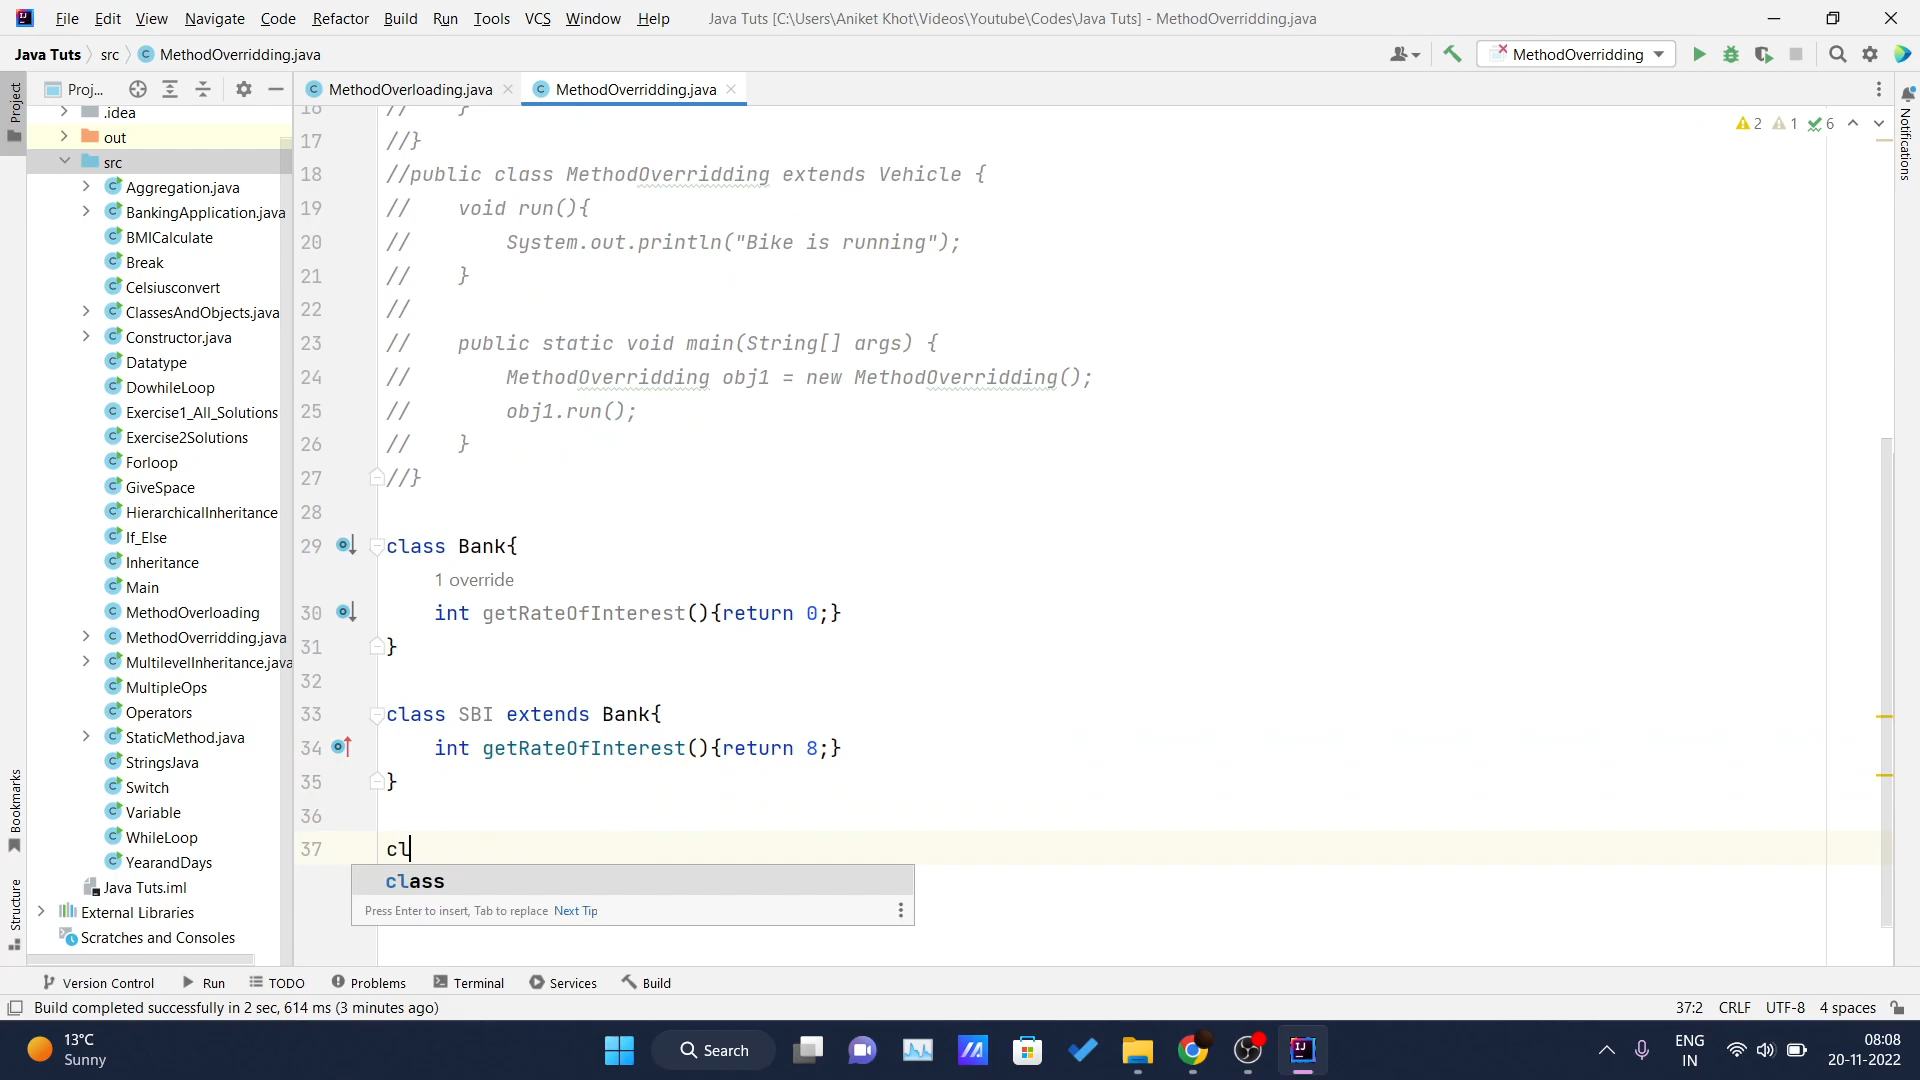 File Edit View Navigate Code Refactor Build Run Tools VCS Window Help Java Tuts [C:\Users\Aniket Khot\Videos\Youtube\Codes\Java Tuts] - MethodOverridding.java
Java Tuts src MethodOverridding.java MethodOverridding
Project
Proj...
MethodOverloading.java MethodOverridding.java
Notifications
2 1 6
.idea
out
src
Aggregation.java
BankingApplication.java
BMICalculate
Break
Celsiusconvert
ClassesAndObjects.java
Constructor.java
Datatype
DowhileLoop
Exercise1_All_Solutions
Exercise2Solutions
Forloop
GiveSpace
HierarchicalInheritance
If_Else
Inheritance
Main
MethodOverloading
MethodOverridding.java
MultilevelInheritance.java
MultipleOps
Operators
StaticMethod.java
StringsJava
Switch
Variable
WhileLoop
YearandDays
Java Tuts.iml
External Libraries
Scratches and Consoles
Bookmarks
Structure
16 // }
17 //}
18 //public class MethodOverridding extends Vehicle {
19 // void run(){
20 // System.out.println("Bike is running");
21 // }
22 //
23 // public static void main(String[] args) {
24 // MethodOverridding obj1 = new MethodOverridding();
25 // obj1.run();
26 // }
27 //}
28
29 class Bank{
1 override
30 int getRateOfInterest(){return 0;}
31 }
32
33 class SBI extends Bank{
34 int getRateOfInterest(){return 8;}
35 }
36
37 cl
class
Press Enter to insert, Tab to replace Next Tip
Version Control Run TODO Problems Terminal Services Build
Build completed successfully in 2 sec, 614 ms (3 minutes ago) 37:2 CRLF UTF-8 4 spaces
13°C
Sunny
Search
ENG
IN
08:08
20-11-2022